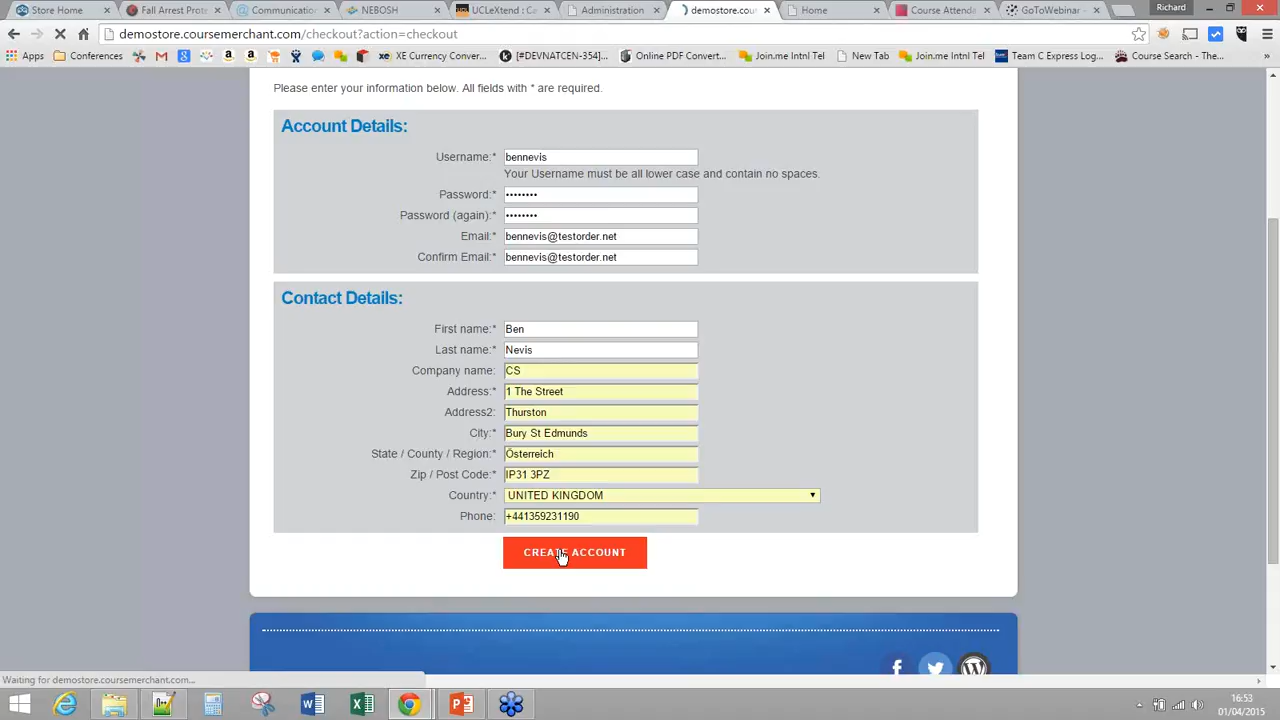 Store Home
Fall Arrest Prote
Communication
NEBOSH
UCLeXtend : Ca
Administration
demostore.cou
Home
Course Attenda
GoToWebinar -
Richard
demostore.coursemerchant.com/checkout?action=checkout
Apps
Conferences
XE Currency Conver...
[#DEVNATCEN-354]...
Online PDF Convert...
Join.me Intnl Tel
New Tab
Join.me Intnl Tel
Team C Express Log...
Course Search - The...
»
Please enter your information below. All fields with * are required.
Account Details:
Username:* bennevis
Your Username must be all lower case and contain no spaces.
Password:* ••••••••
Password (again):* ••••••••
Email:* bennevis@testorder.net
Confirm Email:* bennevis@testorder.net
Contact Details:
First name:* Ben
Last name:* Nevis
Company name: CS
Address:* 1 The Street
Address2: Thurston
City:* Bury St Edmunds
State / County / Region:* Österreich
Zip / Post Code:* IP31 3PZ
Country:* UNITED KINGDOM
Phone: +441359231190
CREATE ACCOUNT
Waiting for demostore.coursemerchant.com...
16:53
01/04/2015